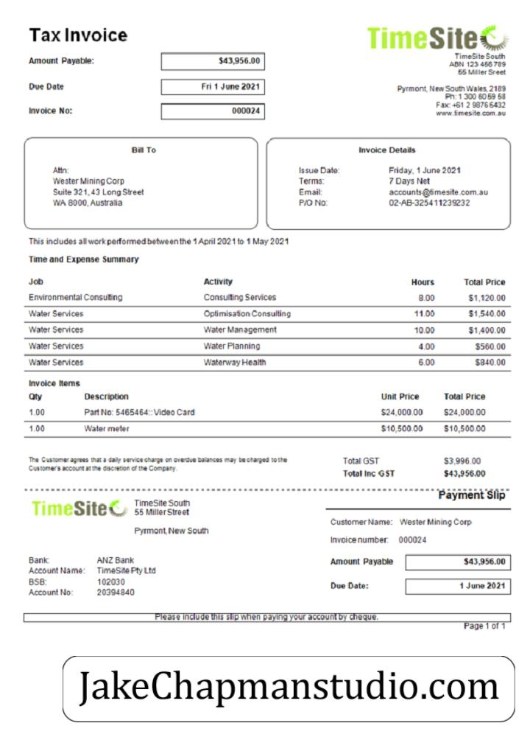 Tax Invoice
TimeSite
TimeSite South
ABN 123 456 789
55 Miller Street
Amount Payable: $43,956.00
Due Date Fri 1 June 2021
Pyrmont, New South Wales, 2189
Ph: 1 300 60 59 58
Fax: +61 2 9876 5432
www.timesite.com
Invoice No: 000024
Bill To
Attn:
Wester Mining Corp
Suite 321, 43 Long Street
WA 8000, Australia
Invoice Details
Issue Date: Friday, 1 June 2021
Terms: 7 Days Net
Email: accounts@timesite.com.au
P/O No: 02-AB-325411239232
This includes all work performed between the 1 April 2021 to 1 May 2021
Time and Expense Summary
Job Activity Hours Total Price
Environmental Consulting Consulting Services 8.00 $1,120.00
Water Services Optimisation Consulting 11.00 $1,540.00
Water Services Water Management 10.00 $1,400.00
Water Services Water Planning 4.00 $560.00
Water Services Waterway Health 6.00 $840.00
Invoice Items
Qty Description Unit Price Total Price
1.00 Part No: 5465464:: Video Card $24,000.00 $24,000.00
1.00 Water meter $10,500.00 $10,500.00
The Customer agrees that a daily service charge on overdue balances may be charged to the
Customer's account at the discretion of the Company.
Total GST $3,996.00
Total Inc GST $43,956.00
Payment Slip
TimeSite
TimeSite South
55 Miller Street
Pyrmont, New South
Customer Name: Wester Mining Corp
Invoice number: 000024
Bank: ANZ Bank
Account Name: TimeSite Pty Ltd
BSB: 102030
Account No: 20394840
Amount Payable $43,956.00
Due Date: 1 June 2021
Please include this slip when paying your account by cheque.
Page 1 of 1
JakeChapmanstudio.com